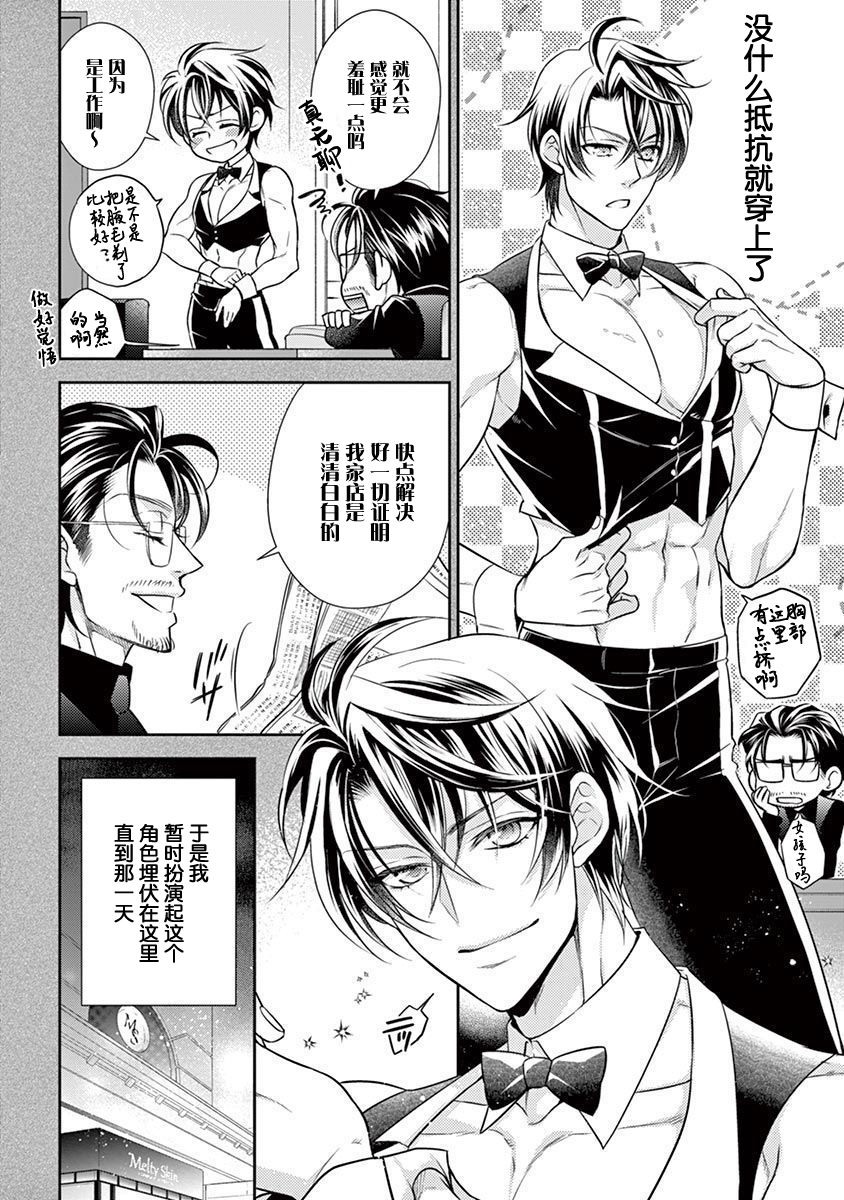 没什么抵抗就穿上了
胸部
这里
有点
挤啊
女孩子吗
就不会
感觉更
羞耻一点吗
真无聊!
因为
是工作啊~
是不是
把腋毛剃了
比较好?
当然
的啊
做好觉悟
快点解决
好一切证明
我家店是
清清白白的
于是我
暂时扮演起这个
角色埋伏在这里
直到那一天
MS
Melty Skin